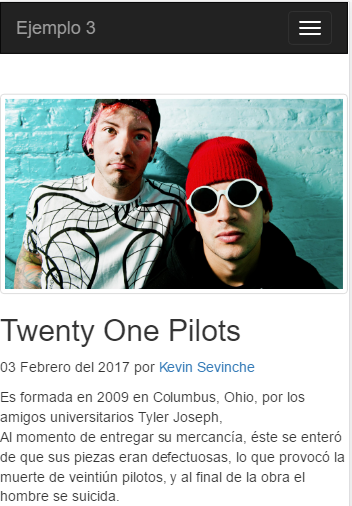 Ejemplo 3
Twenty One Pilots
03 Febrero del 2017 por Kevin Sevinche
Es formada en 2009 en Columbus, Ohio, por los
amigos universitarios Tyler Joseph,
Al momento de entregar su mercancía, éste se enteró
de que sus piezas eran defectuosas, lo que provocó la
muerte de veintiún pilotos, y al final de la obra el
hombre se suicida.